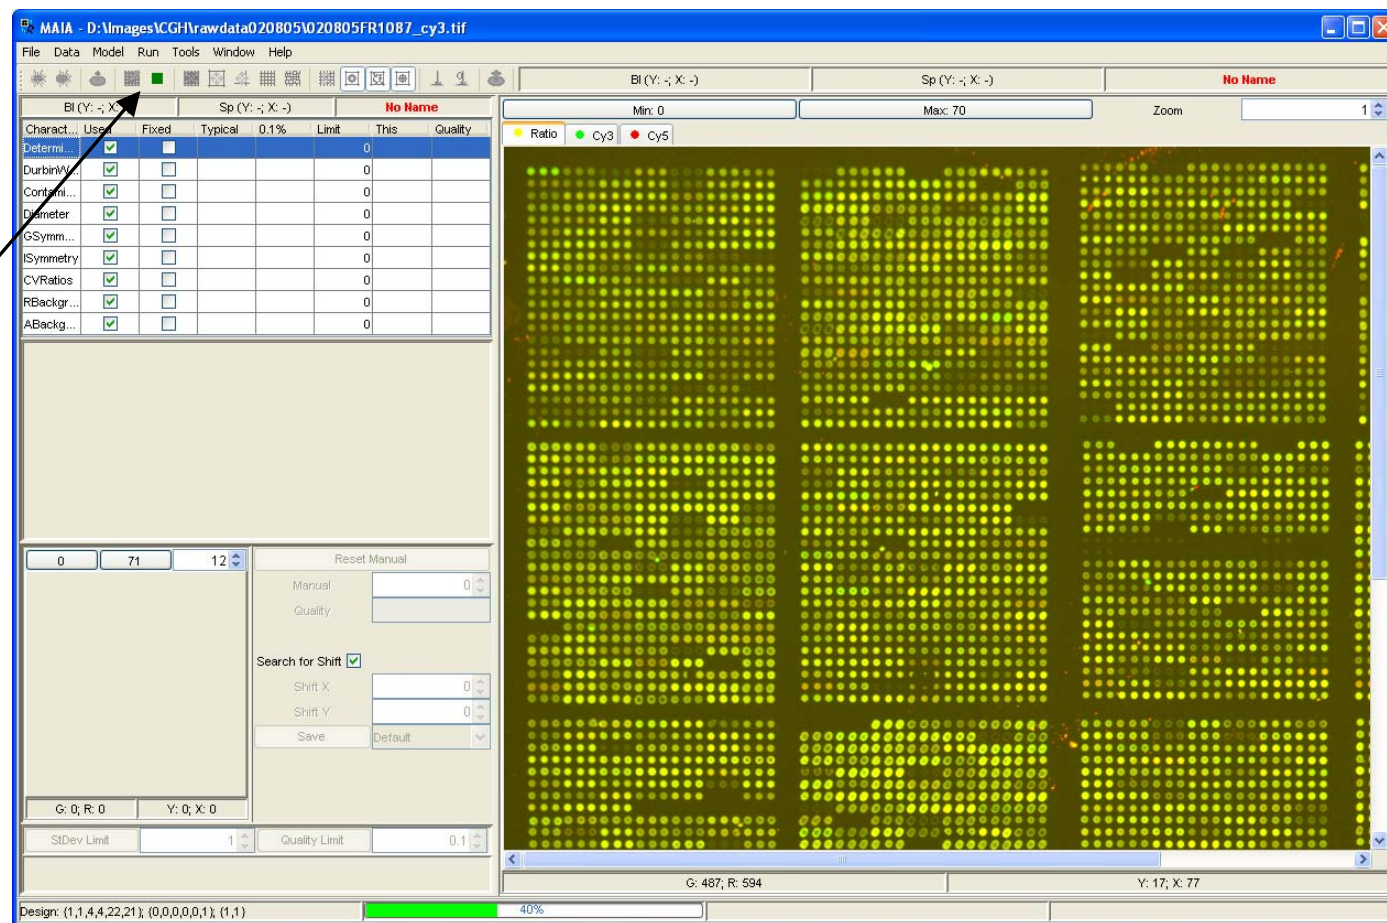 MAIA - D:\Images\CGH\rawdata020805\020805FR1087_cy3.tif
File Data Model Run Tools Window Help
Bl (Y: -; X: -) Sp (Y: -; X: -) No Name
Bl (Y: -; X: Sp (Y: -; X: -) No Name
Min: 0 Max: 70 Zoom 1
Charact... Used Fixed Typical 0.1% Limit This Quality
Ratio Cy3 Cy5
Determi... 0
DurbinW... 0
Contami... 0
Diameter 0
GSymm... 0
ISymmetry 0
CVRatios 0
RBackgr... 0
ABackg... 0
0 71 12 Reset Manual
Manual 0
Quality
Search for Shift
Shift X 0
Shift Y 0
Save Default
G: 0; R: 0 Y: 0; X: 0
StDev Limit 1 Quality Limit 0.1
G: 487; R: 594 Y: 17; X: 77
Design: {1,1,4,4,22,21}; {0,0,0,0,0,1}; {1,1} 40%